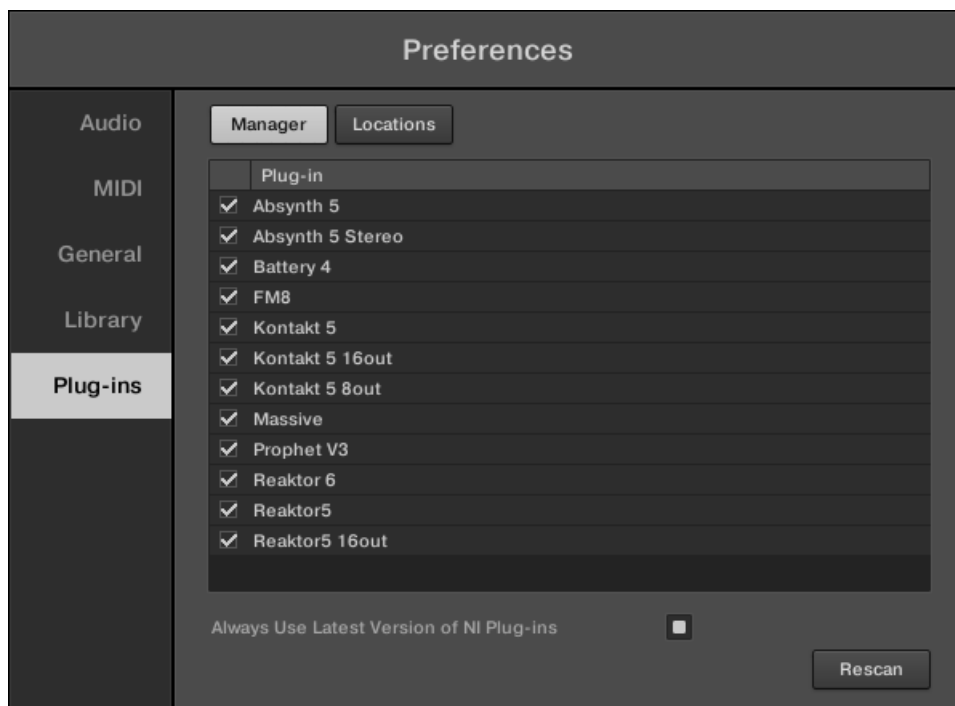 Preferences
Audio
MIDI
General
Library
Plug-ins
Manager Locations
Plug-in
Absynth 5
Absynth 5 Stereo
Battery 4
FM8
Kontakt 5
Kontakt 5 16out
Kontakt 5 8out
Massive
Prophet V3
Reaktor 6
Reaktor5
Reaktor5 16out
Always Use Latest Version of NI Plug-ins
Rescan